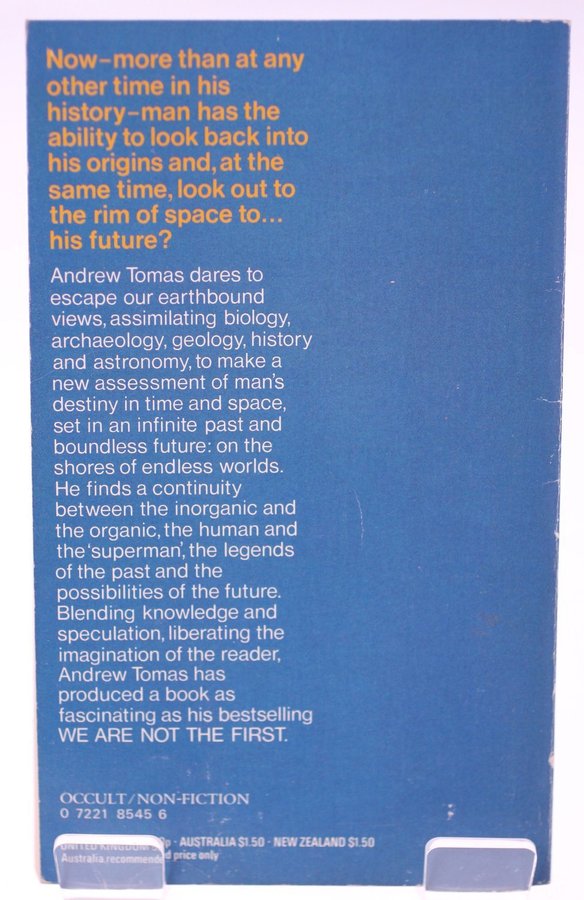 Now–more than at any
other time in his
history–man has the
ability to look back into
his origins and, at the
same time, look out to
the rim of space to...
his future?
Andrew Tomas dares to
escape our earthbound
views, assimilating biology,
archaeology, geology, history
and astronomy, to make a
new assessment of man's
destiny in time and space,
set in an infinite past and
boundless future: on the
shores of endless worlds.
He finds a continuity
between the inorganic and
the organic, the human and
the 'superman', the legends
of the past and the
possibilities of the future.
Blending knowledge and
speculation, liberating the
imagination of the reader,
Andrew Tomas has
produced a book as
fascinating as his bestselling
WE ARE NOT THE FIRST.
OCCULT/NON-FICTION
0 7221 8545 6
UNITED KINGDOM · AUSTRALIA $1.50 · NEW ZEALAND $1.50
Australia recommended price only